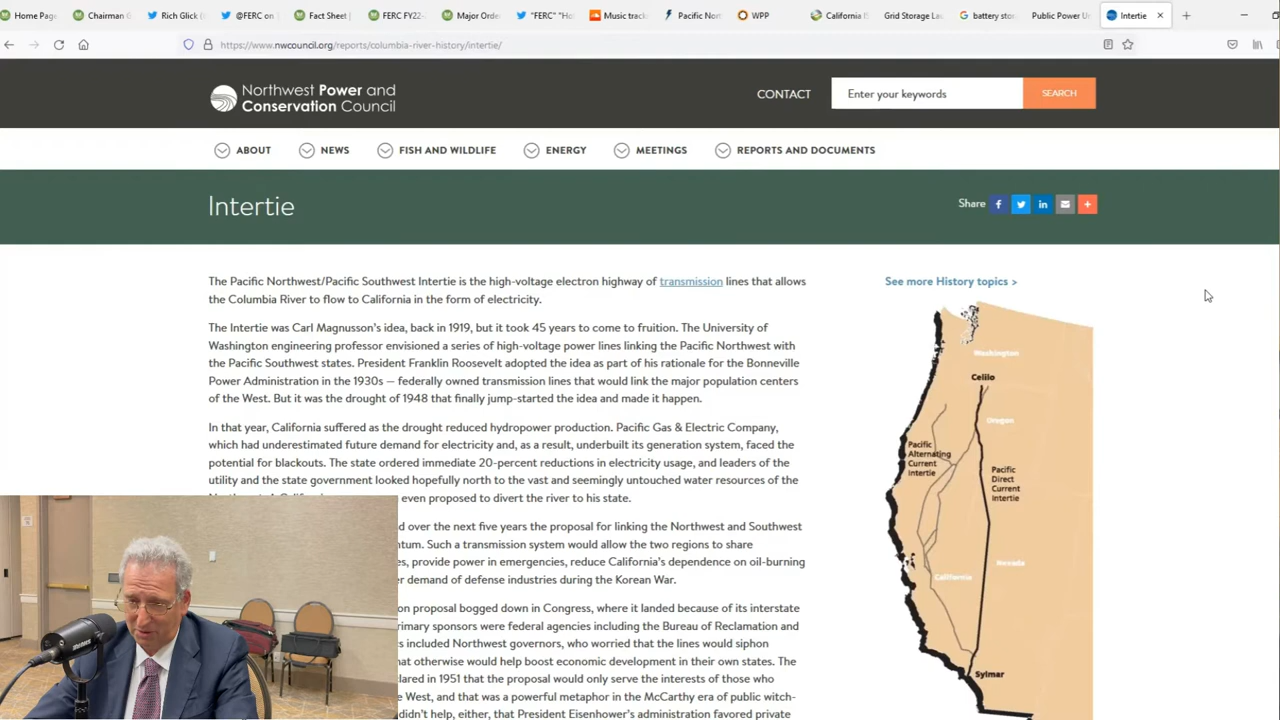 Home Page
Chairman G
Rich Glick (
@FERC on
Fact Sheet |
FERC FY22-
Major Orde
"FERC" "Ho
Music track
Pacific Nor
WPP
California I
Grid Storage Lau
battery stor
Public Power Un
Intertie
https://www.nwcouncil.org/reports/columbia-river-history/intertie/
Northwest Power and
Conservation Council
CONTACT
Enter your keywords
SEARCH
ABOUT
NEWS
FISH AND WILDLIFE
ENERGY
MEETINGS
REPORTS AND DOCUMENTS
Intertie
Share
The Pacific Northwest/Pacific Southwest Intertie is the high-voltage electron highway of transmission lines that allows
the Columbia River to flow to California in the form of electricity.
The Intertie was Carl Magnusson's idea, back in 1919, but it took 45 years to come to fruition. The University of
Washington engineering professor envisioned a series of high-voltage power lines linking the Pacific Northwest with
the Pacific Southwest states. President Franklin Roosevelt adopted the idea as part of his rationale for the Bonneville
Power Administration in the 1930s — federally owned transmission lines that would link the major population centers
of the West. But it was the drought of 1948 that finally jump-started the idea and made it happen.
In that year, California suffered as the drought reduced hydropower production. Pacific Gas & Electric Company,
which had underestimated future demand for electricity and, as a result, underbuilt its generation system, faced the
potential for blackouts. The state ordered immediate 20-percent reductions in electricity usage, and leaders of the
utility and the state government looked hopefully north to the vast and seemingly untouched water resources of the
even proposed to divert the river to his state.
d over the next five years the proposal for linking the Northwest and Southwest
ntum. Such a transmission system would allow the two regions to share
es, provide power in emergencies, reduce California's dependence on oil-burning
er demand of defense industries during the Korean War.
on proposal bogged down in Congress, where it landed because of its interstate
rimary sponsors were federal agencies including the Bureau of Reclamation and
s included Northwest governors, who worried that the lines would siphon
hat otherwise would help boost economic development in their own states. The
lared in 1951 that the proposal would only serve the interests of those who
e West, and that was a powerful metaphor in the McCarthy era of public witch-
didn't help, either, that President Eisenhower's administration favored private
See more History topics >
Washington
Celilo
Oregon
Pacific
Alternating
Current
Intertie
Pacific
Direct
Current
Intertie
Nevada
California
Sylmar